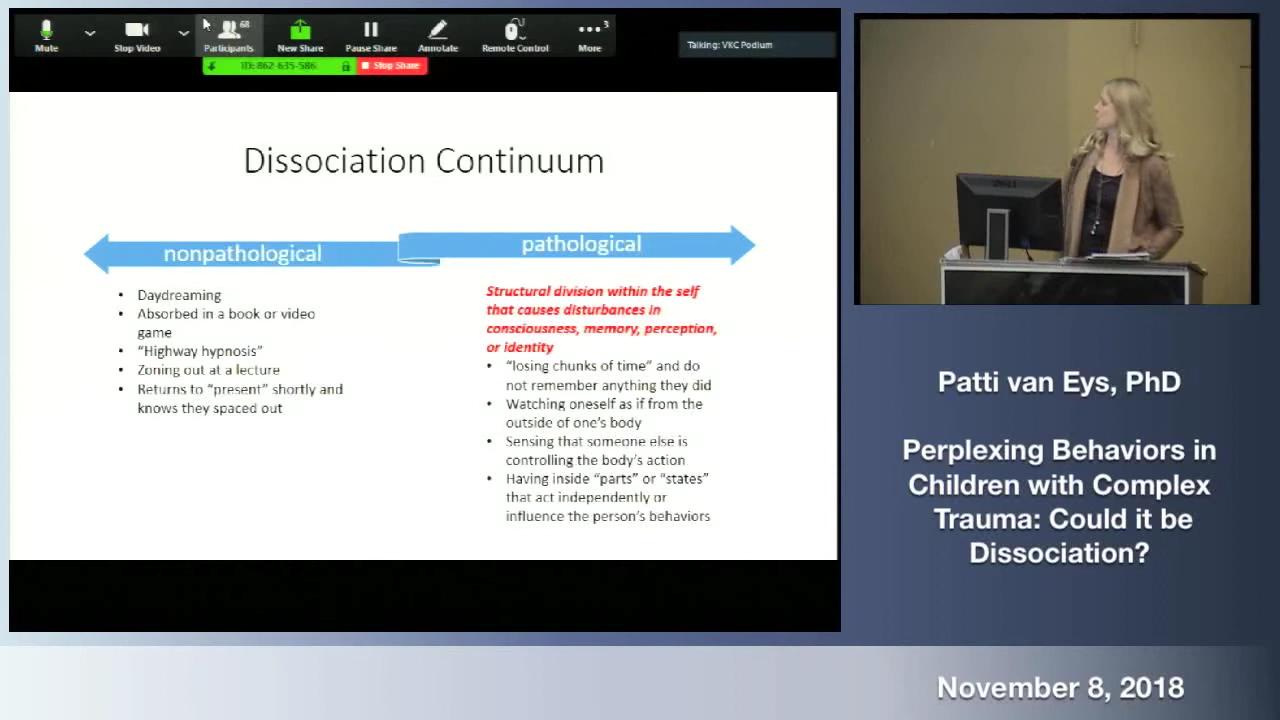 68
3
Mute
Stop Video
Participants
New Share
Pause Share
Annotate
Remote Control
More
Talking: VKC Podium
ID: 862-635-586
Stop Share
Dissociation Continuum
nonpathological
pathological
• Daydreaming
• Absorbed in a book or video
game
• “Highway hypnosis”
• Zoning out at a lecture
• Returns to “present” shortly and
knows they spaced out
Structural division within the self
that causes disturbances in
consciousness, memory, perception,
or identity
• “losing chunks of time” and do
not remember anything they did
• Watching oneself as if from the
outside of one’s body
• Sensing that someone else is
controlling the body’s action
• Having inside “parts” or “states”
that act independently or
influence the person’s behaviors
Patti van Eys, PhD
Perplexing Behaviors in
Children with Complex
Trauma: Could it be
Dissociation?
November 8, 2018